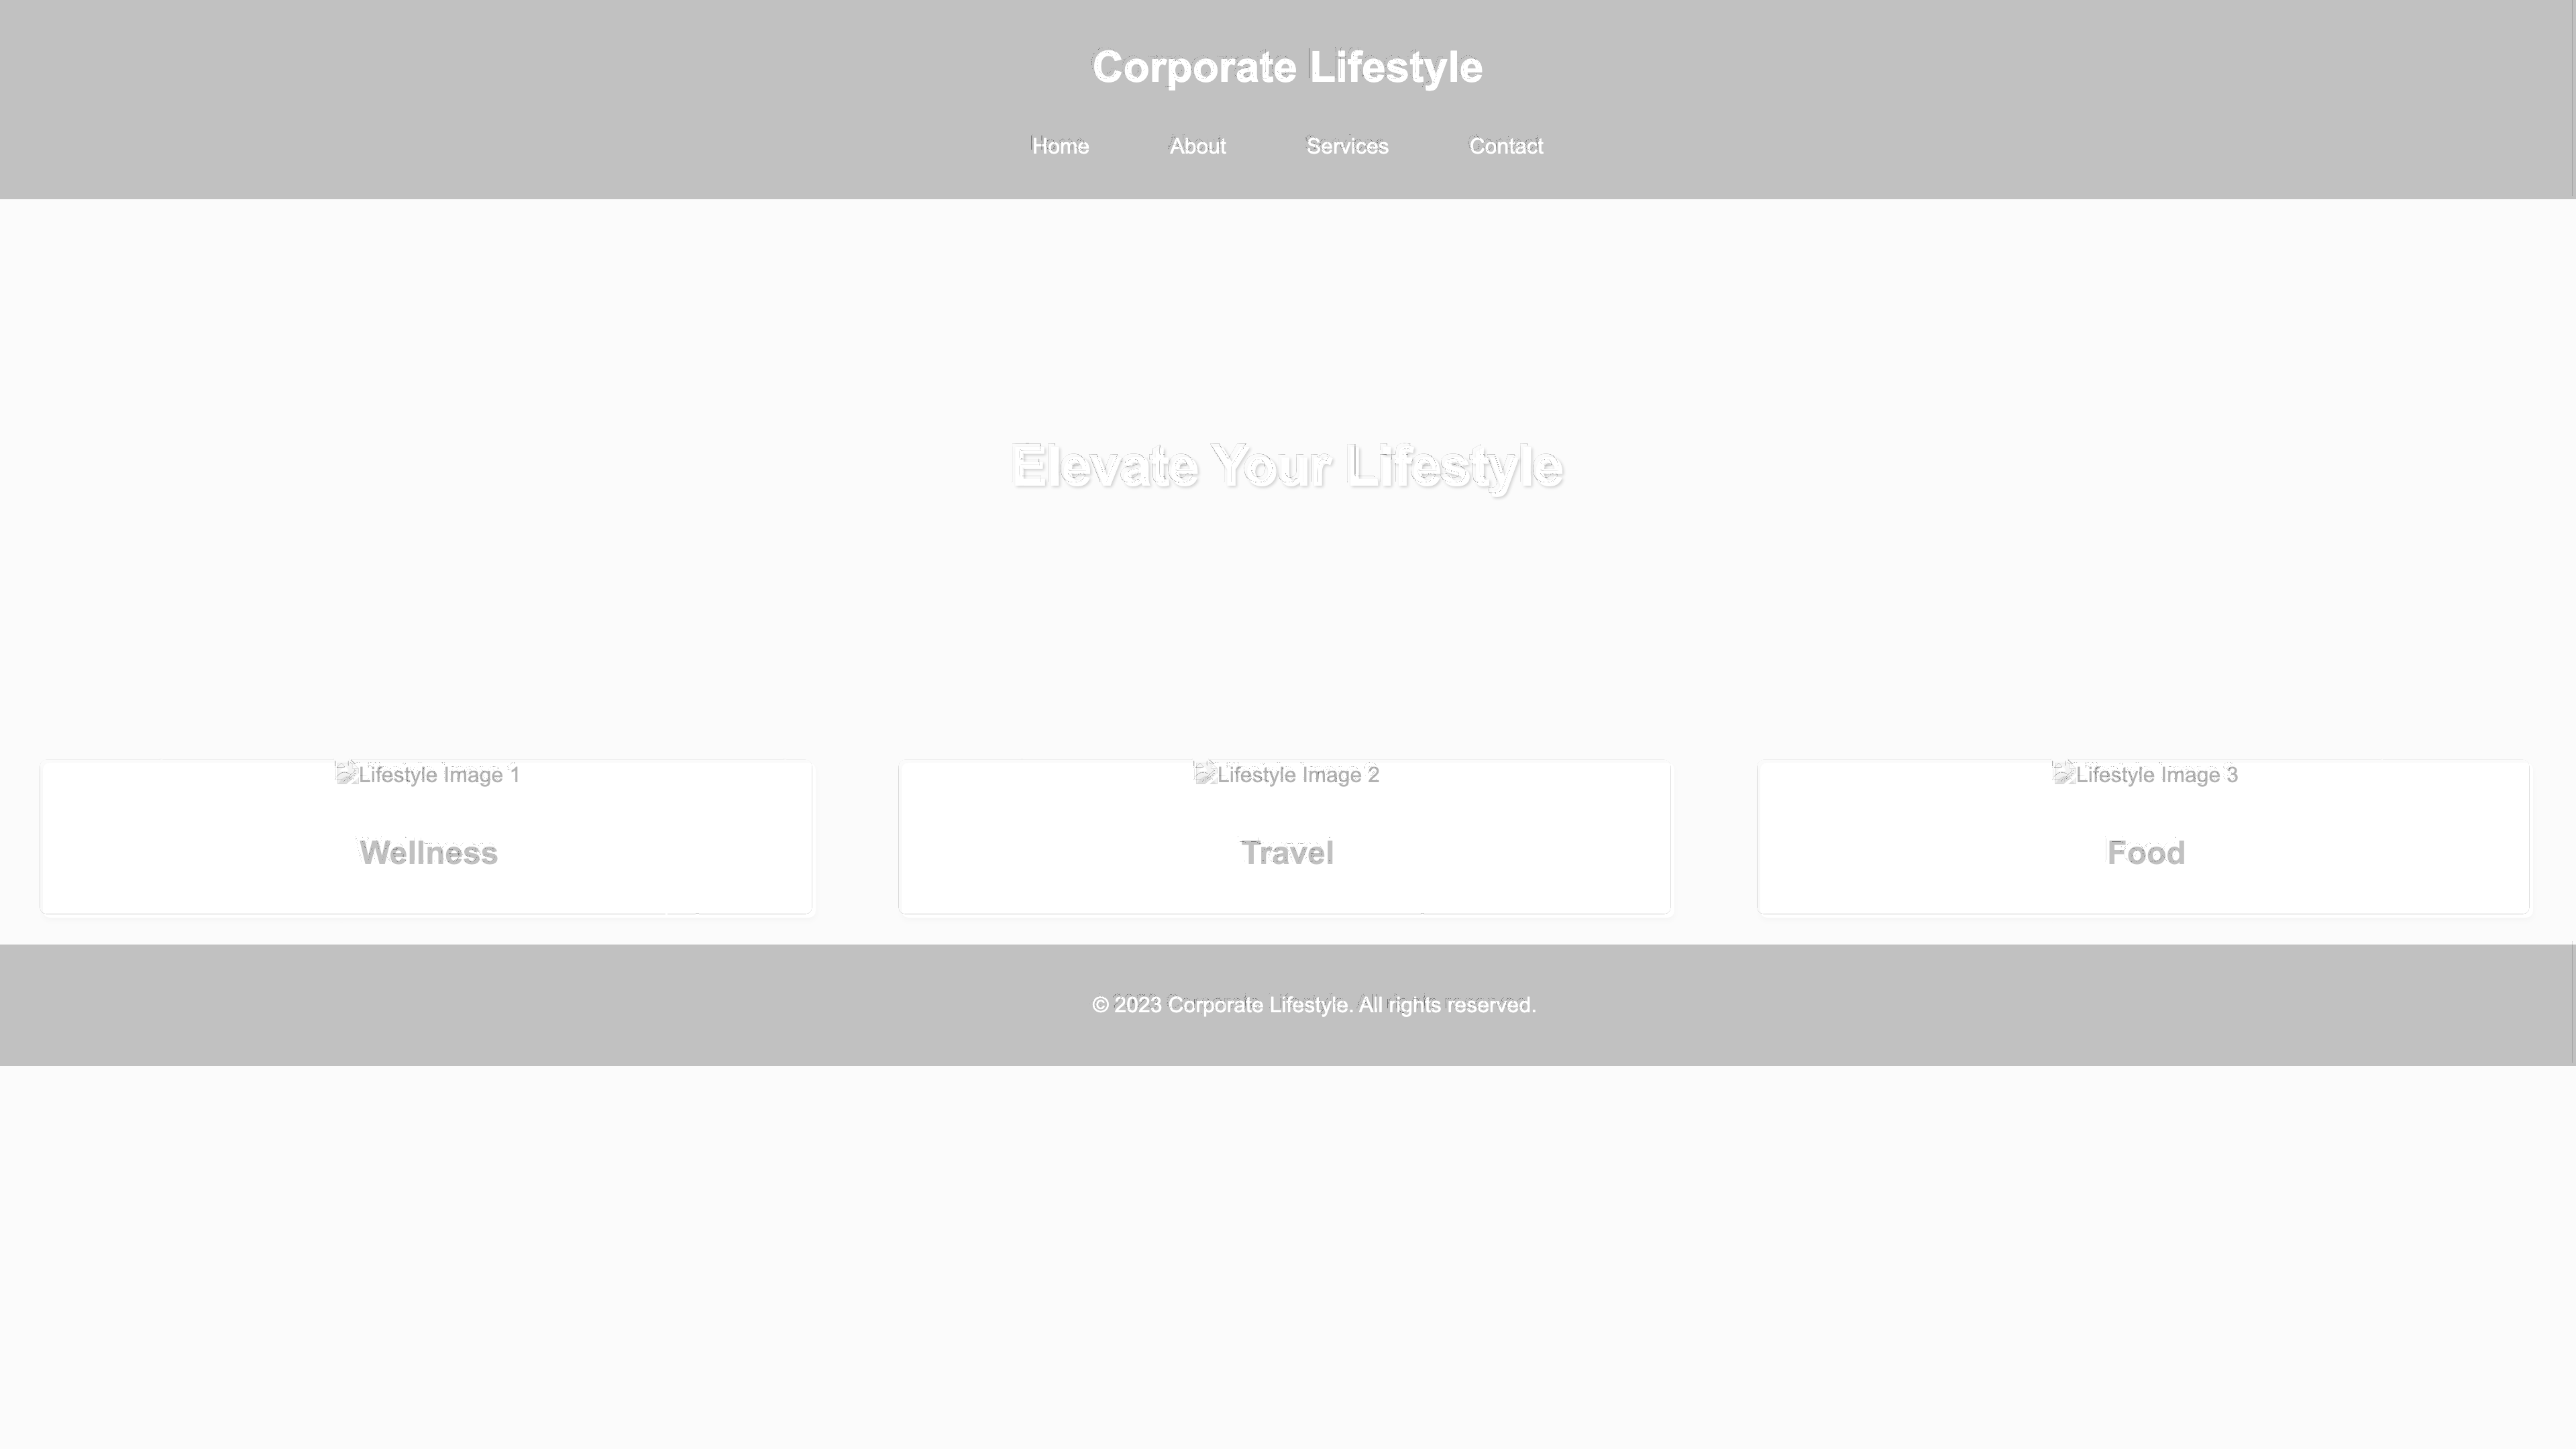 Corporate Lifestyle
Home About Services Contact
Elevate Your Lifestyle
Lifestyle Image 1 Lifestyle Image 2 Lifestyle Image 3
Wellness Travel Food
© 2023 Corporate Lifestyle. All rights reserved.